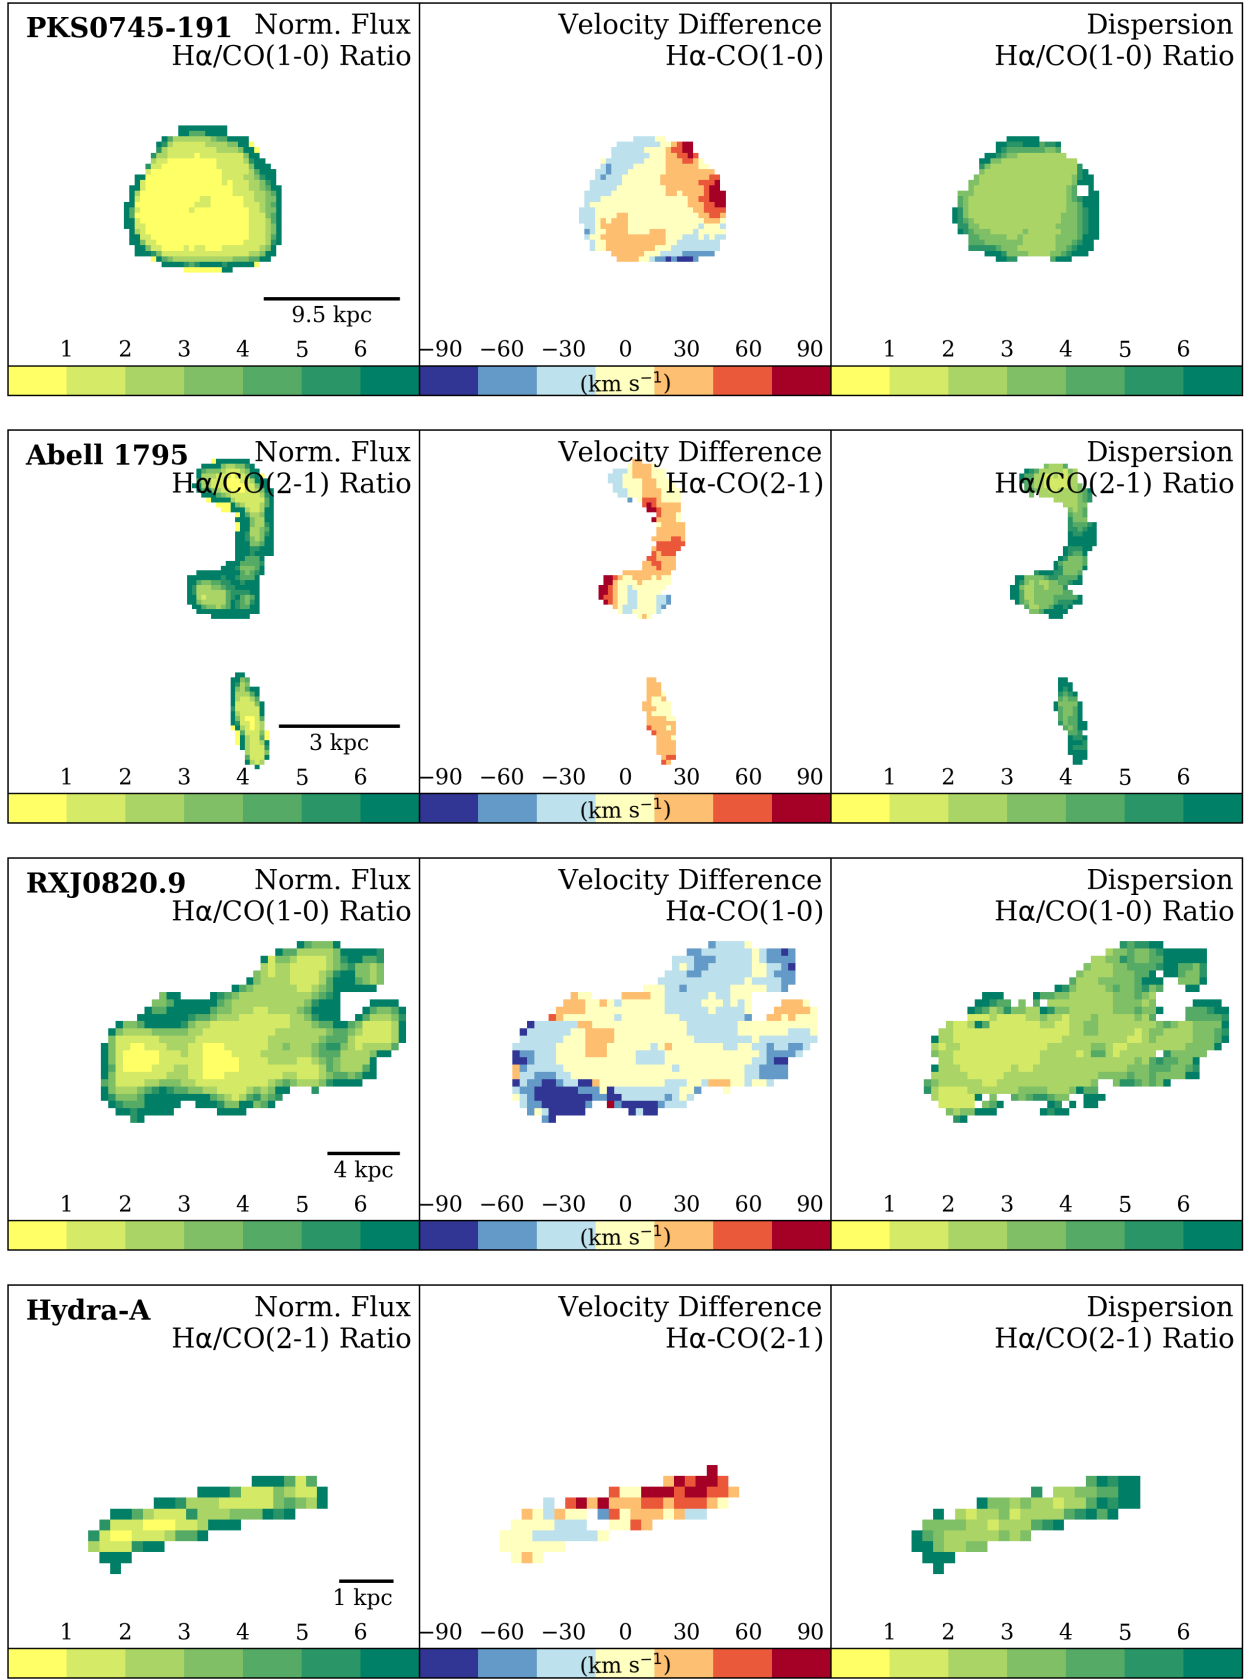 PKS0745-191 Norm. Flux
Hα/CO(1-0) Ratio
Velocity Difference
Hα-CO(1-0)
Dispersion
Hα/CO(1-0) Ratio
9.5 kpc
1 2 3 4 5 6
−90 −60 −30 0 30 60 90
(km s⁻¹)
1 2 3 4 5 6
Abell 1795 Norm. Flux
Hα/CO(2-1) Ratio
Velocity Difference
Hα-CO(2-1)
Dispersion
Hα/CO(2-1) Ratio
3 kpc
1 2 3 4 5 6
−90 −60 −30 0 30 60 90
(km s⁻¹)
1 2 3 4 5 6
RXJ0820.9 Norm. Flux
Hα/CO(1-0) Ratio
Velocity Difference
Hα-CO(1-0)
Dispersion
Hα/CO(1-0) Ratio
4 kpc
1 2 3 4 5 6
−90 −60 −30 0 30 60 90
(km s⁻¹)
1 2 3 4 5 6
Hydra-A Norm. Flux
Hα/CO(2-1) Ratio
Velocity Difference
Hα-CO(2-1)
Dispersion
Hα/CO(2-1) Ratio
1 kpc
1 2 3 4 5 6
−90 −60 −30 0 30 60 90
(km s⁻¹)
1 2 3 4 5 6